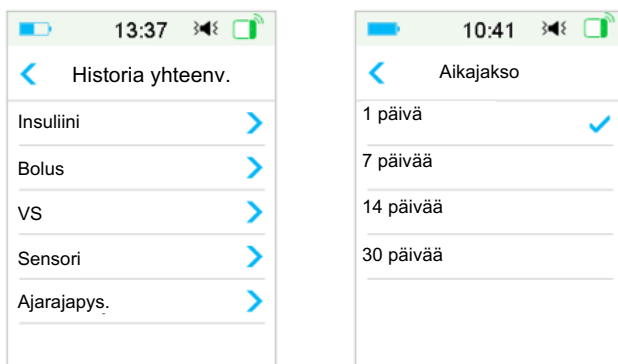 13:37
Historia yhteenv.
Insuliini
Bolus
VS
Sensori
Ajarajapys.
10:41
Aikajakso
1 päivä
7 päivää
14 päivää
30 päivää